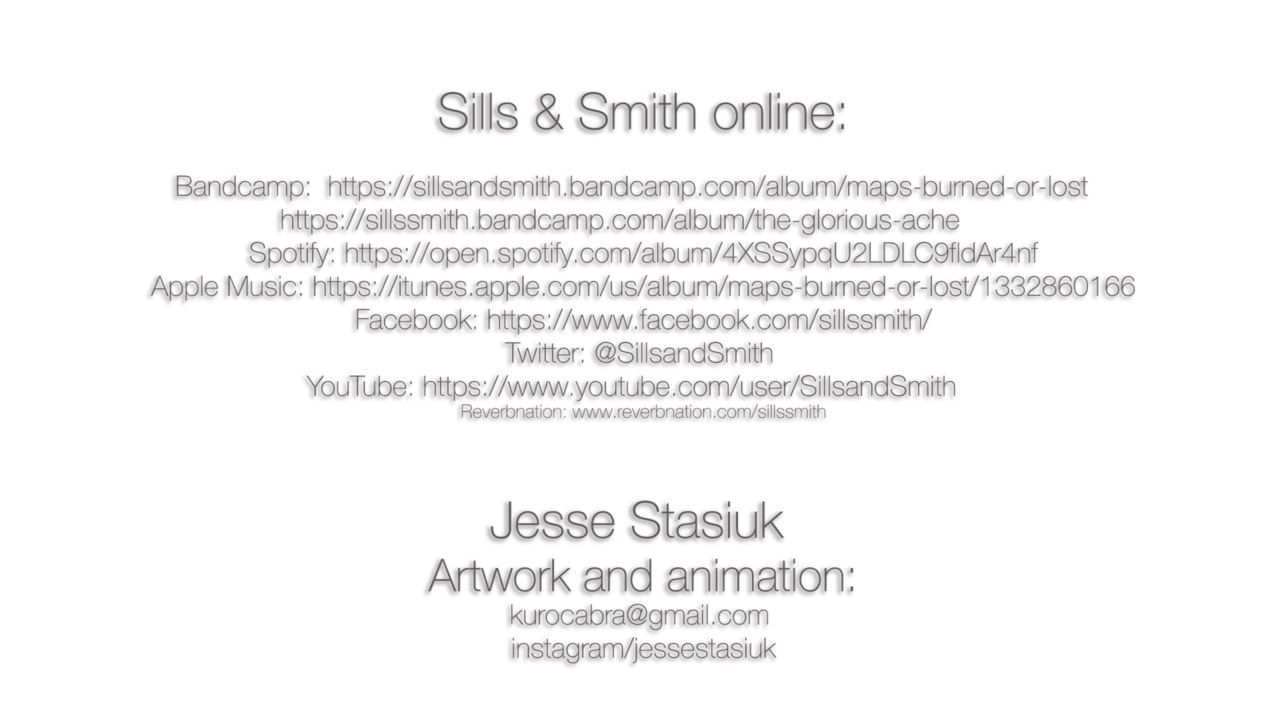 Sills & Smith online:
Bandcamp: https://sillsandsmith.bandcamp.com/album/maps-burned-or-lost
https://sillssmith.bandcamp.com/album/the-glorious-ache
Spotify: https://open.spotify.com/album/4XSSypqU2LDLC9fldAr4nf
Apple Music: https://itunes.apple.com/us/album/maps-burned-or-lost/1332860166
Facebook: https://www.facebook.com/sillssmith/
Twitter: @SillsandSmith
YouTube: https://www.youtube.com/user/SillsandSmith
Reverbnation: www.reverbnation.com/sillssmith
Jesse Stasiuk
Artwork and animation:
kurocabra@gmail.com
instagram/jessestasiuk